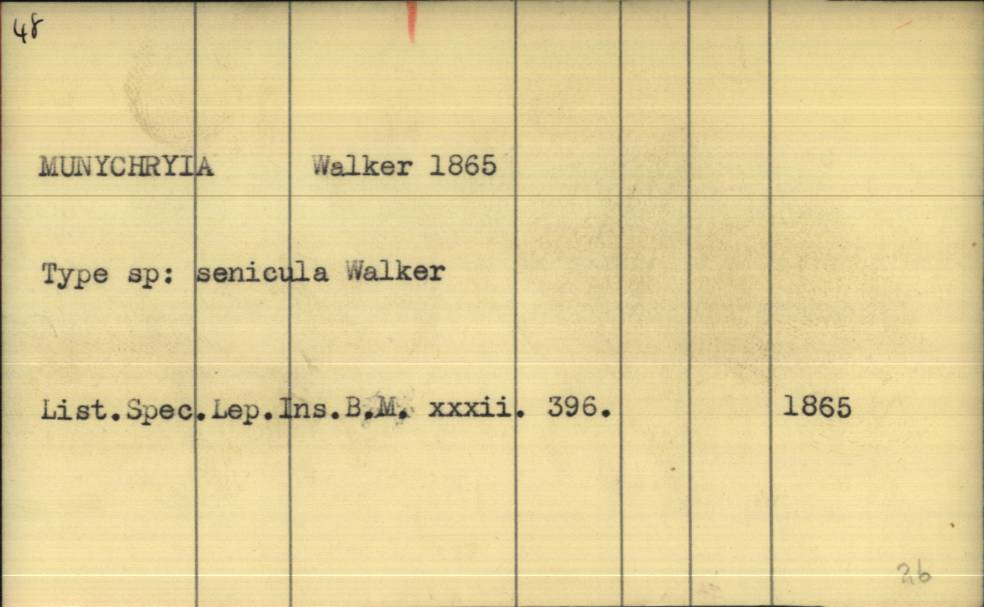 48
MUNYCHRYIA Walker 1865
Type sp: senicula Walker
List.Spec.Lep.Ins.B.M. xxxii. 396. 1865
26